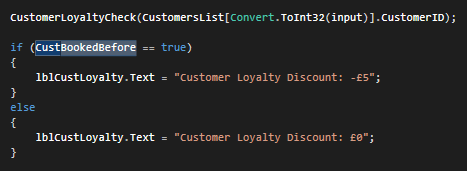 CustomerLoyaltyCheck(CustomersList[Convert.ToInt32(input)].CustomerID);
if (CustBookedBefore == true)
{
lblCustLoyalty.Text = "Customer Loyalty Discount: -£5";
}
else
{
lblCustLoyalty.Text = "Customer Loyalty Discount: £0";
}